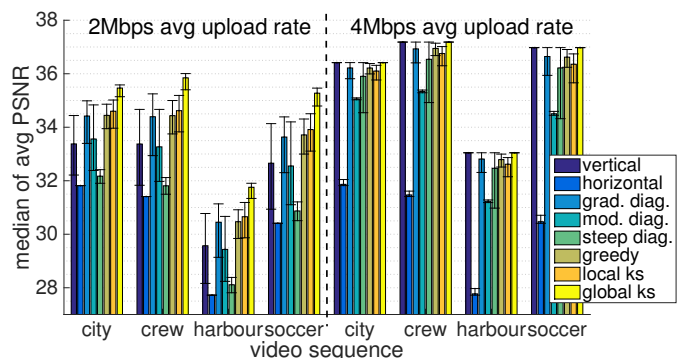 2Mbps avg upload rate
4Mbps avg upload rate
median of avg PSNR
38
36
34
32
30
28
vertical
horizontal
grad. diag.
mod. diag.
steep diag.
greedy
local ks
global ks
city crew harbour soccer city crew harbour soccer
video sequence